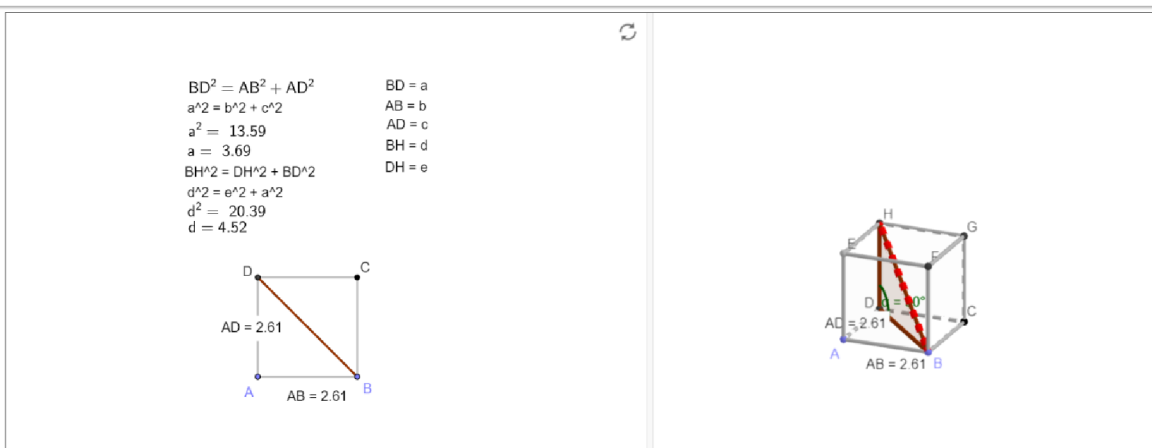 BD² = AB² + AD²
a^2 = b^2 + c^2
a² = 13.59
a = 3.69
BH^2 = DH^2 + BD^2
d^2 = e^2 + a^2
d² = 20.39
d = 4.52
BD = a
AB = b
AD = c
BH = d
DH = e
D
C
AD = 2.61
A
AB = 2.61
B
H
G
E
F
D
C
AD = 2.61
A
AB = 2.61
B